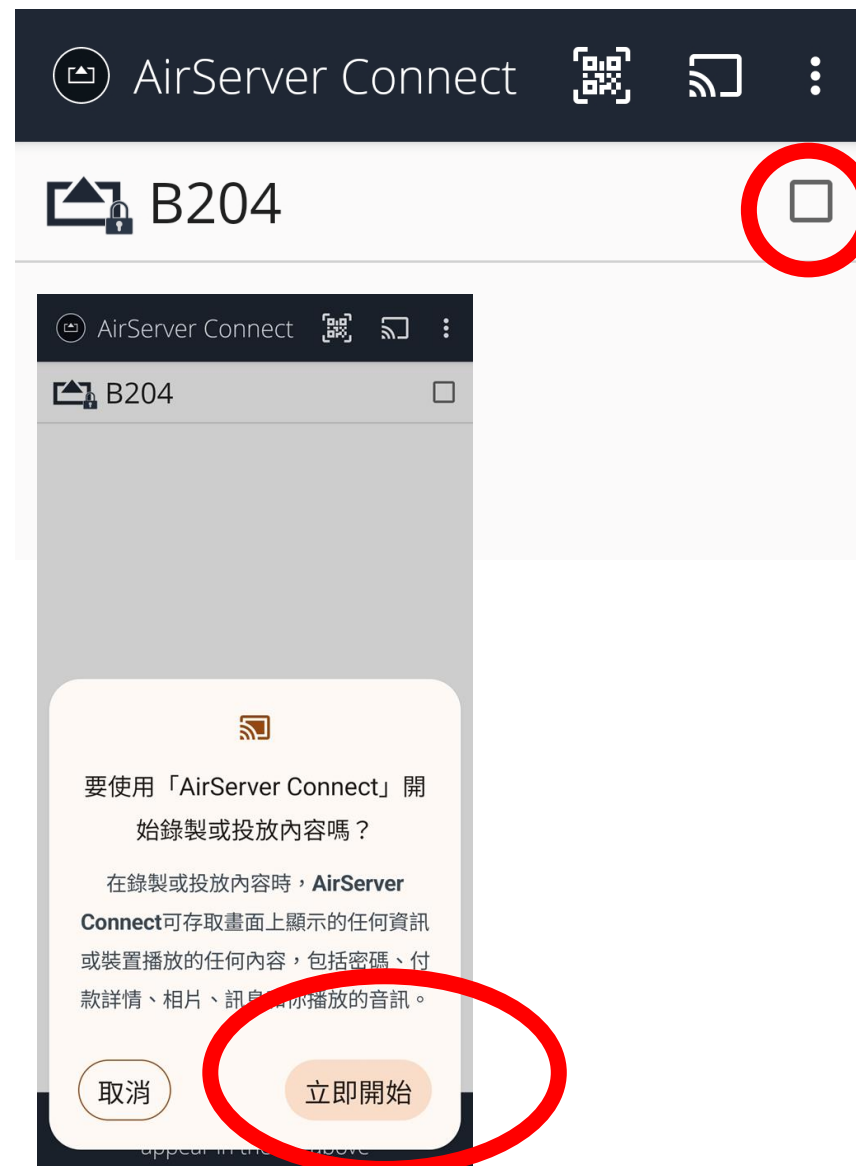 AirServer Connect
B204
AirServer Connect
B204
要使用「AirServer Connect」開
始錄製或投放內容嗎？
在錄製或投放內容時，AirServer
Connect可存取畫面上顯示的任何資訊
或裝置播放的任何內容，包括密碼、付
款詳情、相片、訊息和你播放的音訊。
取消
立即開始
appear in the above